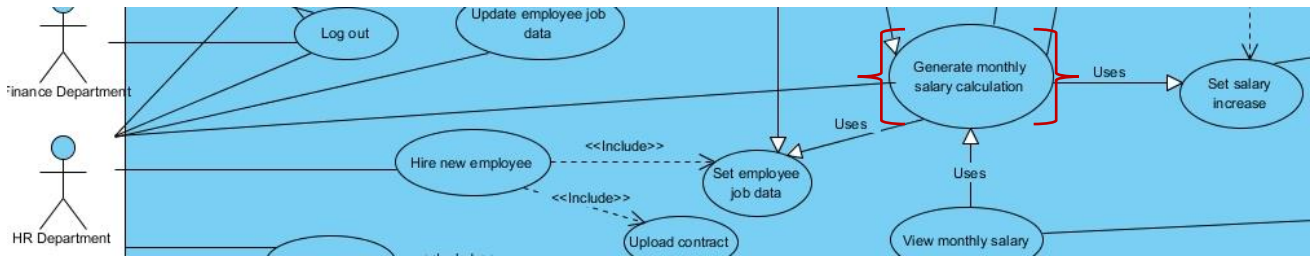 Update employee job
data
Log out
Finance Department
Generate monthly
salary calculation
Uses
Set salary
increase
Uses
<<Include>>
Hire new employee
Set employee
job data
Uses
<<Include>>
HR Department
Upload contract
View monthly salary